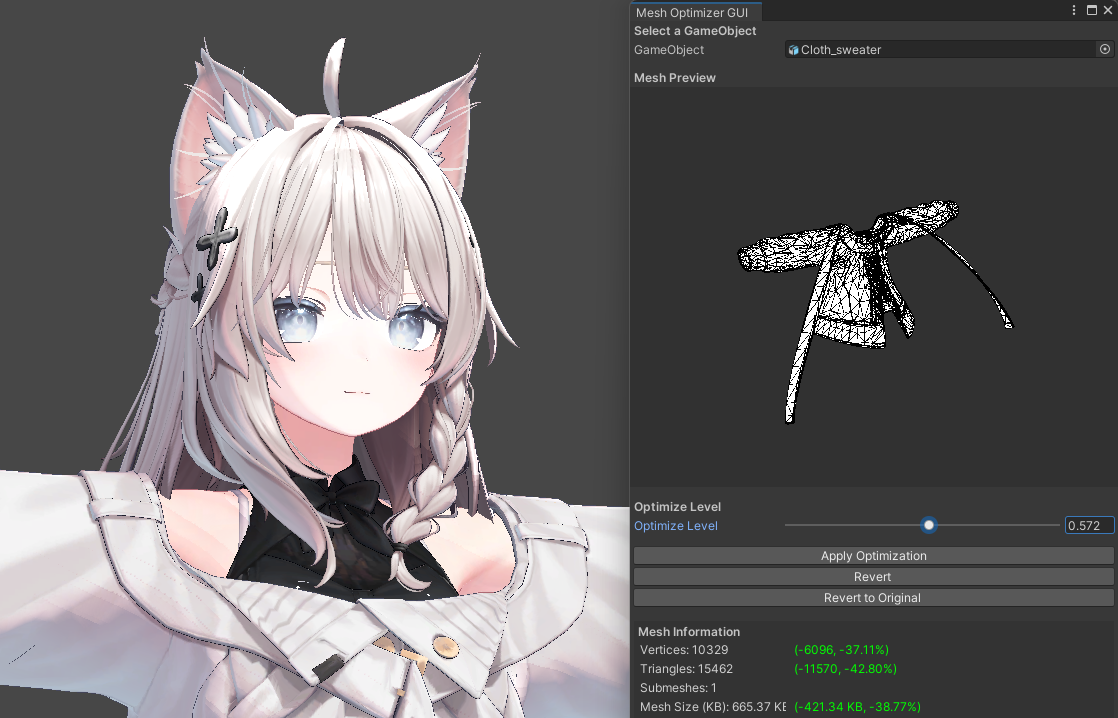 Mesh Optimizer GUI
Select a GameObject
GameObject Cloth_sweater
Mesh Preview
Optimize Level
Optimize Level 0.572
Apply Optimization
Revert
Revert to Original
Mesh Information
Vertices: 10329 (-6096, -37.11%)
Triangles: 15462 (-11570, -42.80%)
Submeshes: 1
Mesh Size (KB): 665.37 KE (-421.34 KB, -38.77%)